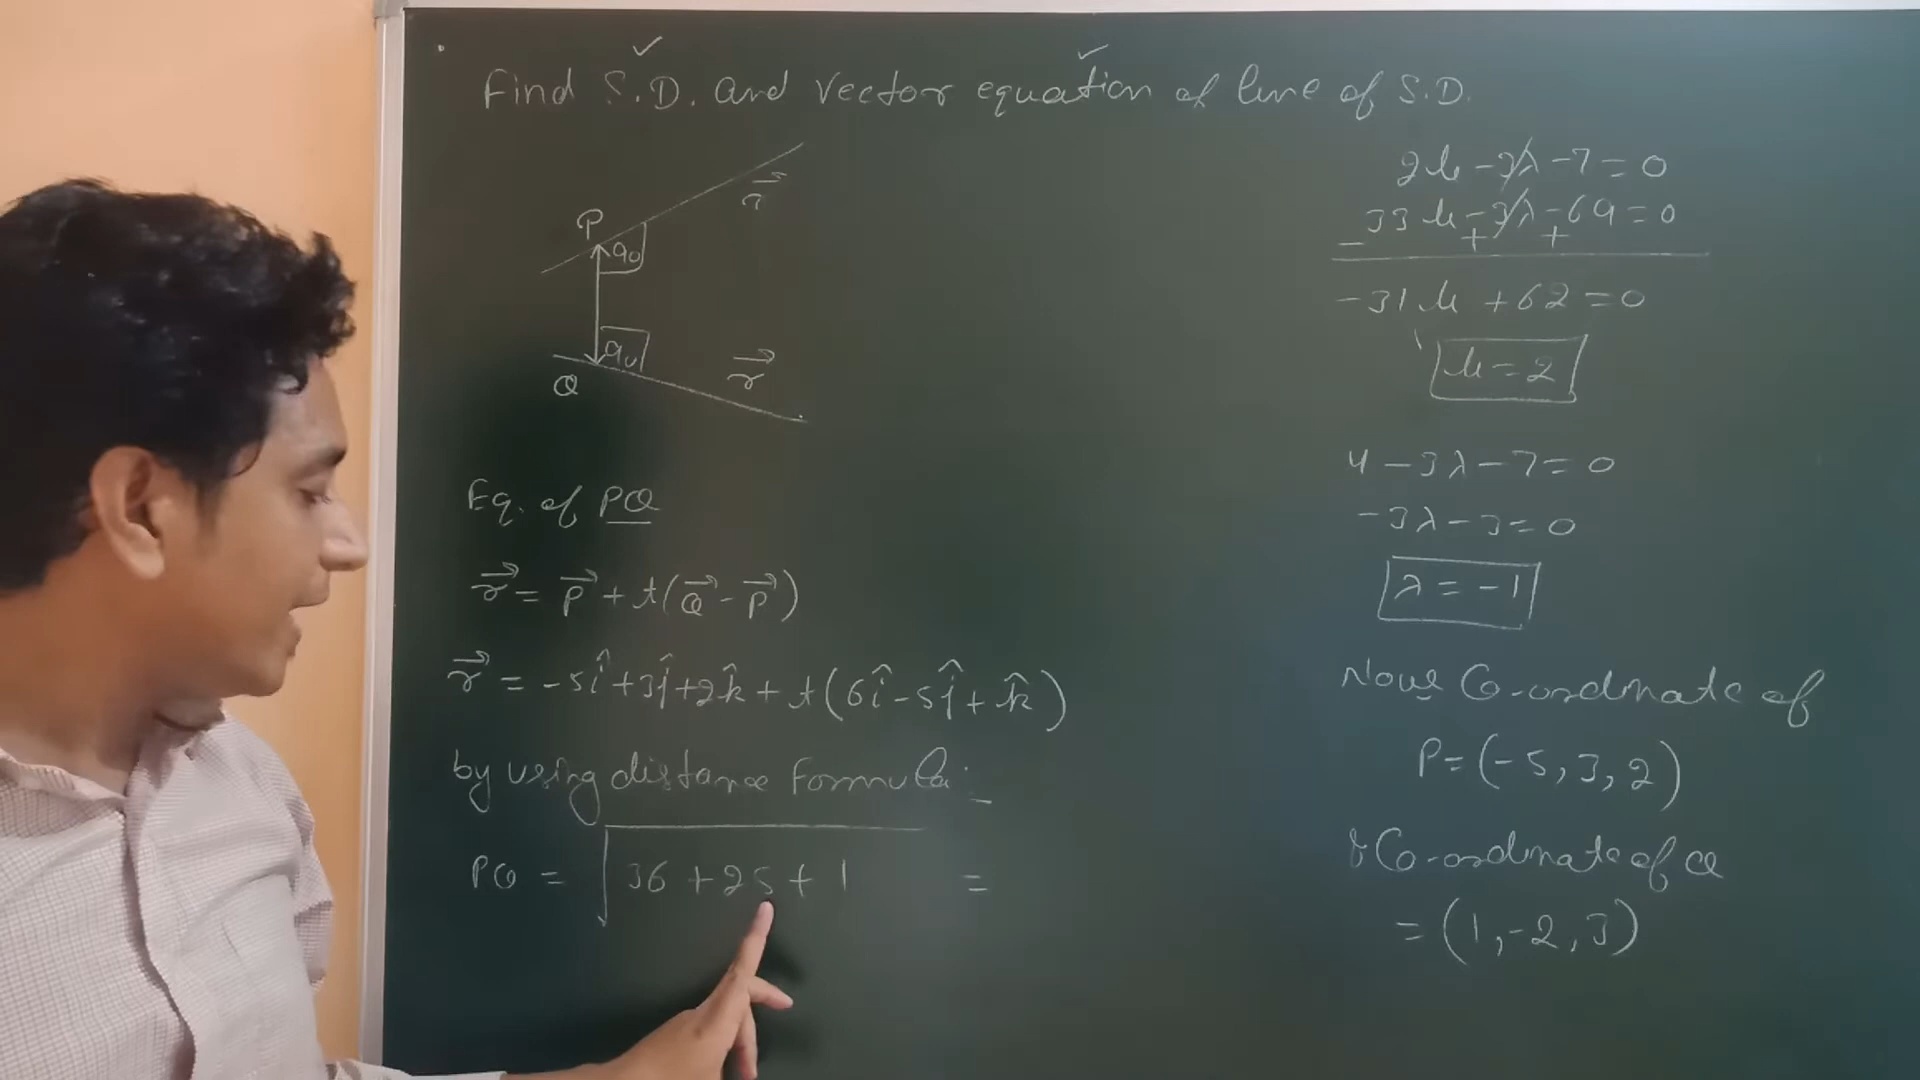 Find S.D. and vector equation of line of S.D.
P
90
r⃗
Q
90
r⃗
Eq. of PQ
r⃗ = P⃗ + t(Q⃗ - P⃗)
r⃗ = -5î+3ĵ+2k̂ + t(6î-5ĵ+k̂)
by using distance formula:-
PQ = √36+25+1 =
2μ -3λ -7 = 0
33μ -3λ -69 = 0
- + +
-31μ +62 = 0
μ = 2
4 -3λ -7 = 0
-3λ -3 = 0
λ = -1
Now Co-ordinate of
P = (-5, 3, 2)
& Co-ordinate of Q
= (1, -2, 3)